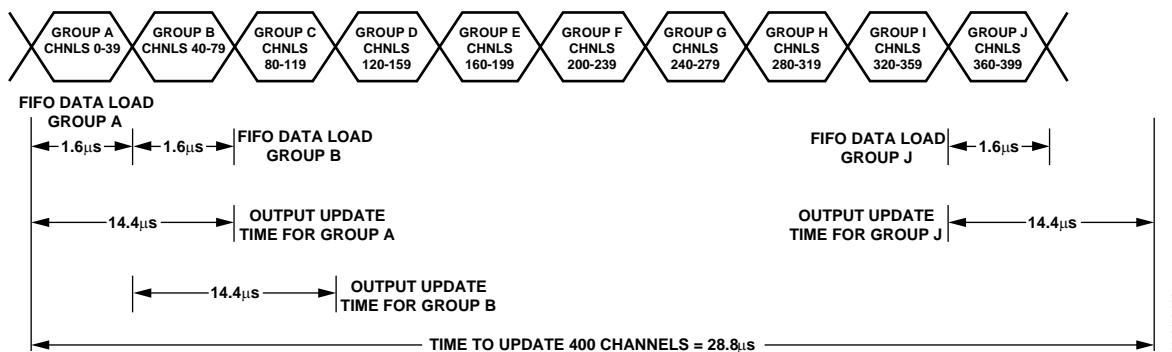 GROUP A
CHNLS 0-39
GROUP B
CHNLS 40-79
GROUP C
CHNLS
80-119
GROUP D
CHNLS
120-159
GROUP E
CHNLS
160-199
GROUP F
CHNLS
200-239
GROUP G
CHNLS
240-279
GROUP H
CHNLS
280-319
GROUP I
CHNLS
320-359
GROUP J
CHNLS
360-399
FIFO DATA LOAD
GROUP A
1.6µs
1.6µs
FIFO DATA LOAD
GROUP B
FIFO DATA LOAD
GROUP J
1.6µs
14.4µs
OUTPUT UPDATE
TIME FOR GROUP A
OUTPUT UPDATE
TIME FOR GROUP J
14.4µs
14.4µs
OUTPUT UPDATE
TIME FOR GROUP B
TIME TO UPDATE 400 CHANNELS = 28.8µs